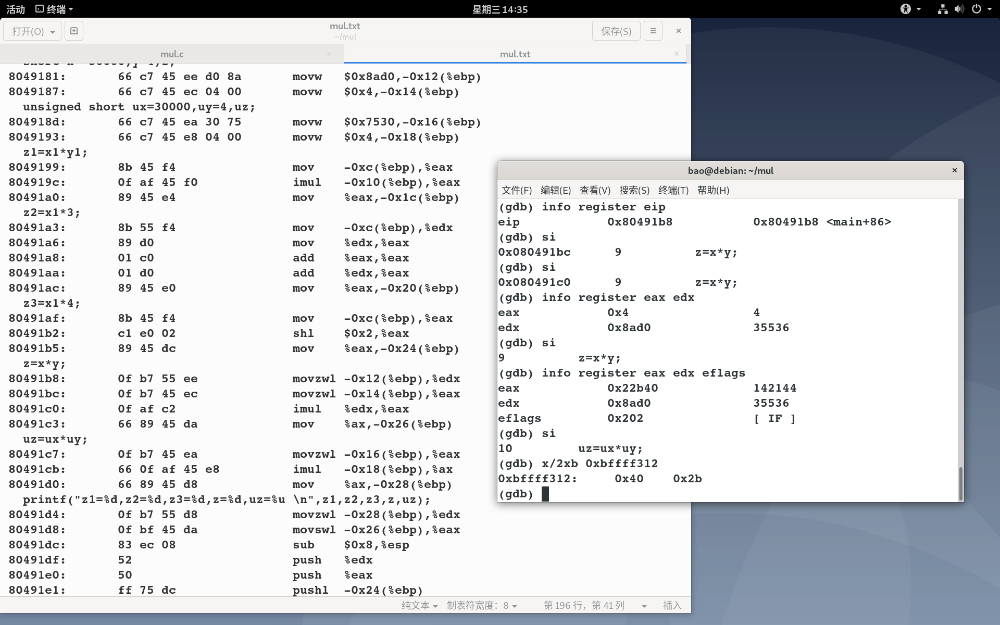 活动 终端 星期三 14:35
打开(O) mul.txt 保存(S)
~/mul
mul.c mul.txt
8049181: 66 c7 45 ee d0 8a movw $0x8ad0,-0x12(%ebp)
8049187: 66 c7 45 ec 04 00 movw $0x4,-0x14(%ebp)
unsigned short ux=30000,uy=4,uz;
804918d: 66 c7 45 ea 30 75 movw $0x7530,-0x16(%ebp)
8049193: 66 c7 45 e8 04 00 movw $0x4,-0x18(%ebp)
z1=x1*y1;
8049199: 8b 45 f4 mov -0xc(%ebp),%eax
804919c: 0f af 45 f0 imul -0x10(%ebp),%eax
80491a0: 89 45 e4 mov %eax,-0x1c(%ebp)
z2=x1*3;
80491a3: 8b 55 f4 mov -0xc(%ebp),%edx
80491a6: 89 d0 mov %edx,%eax
80491a8: 01 c0 add %eax,%eax
80491aa: 01 d0 add %edx,%eax
80491ac: 89 45 e0 mov %eax,-0x20(%ebp)
z3=x1*4;
80491af: 8b 45 f4 mov -0xc(%ebp),%eax
80491b2: c1 e0 02 shl $0x2,%eax
80491b5: 89 45 dc mov %eax,-0x24(%ebp)
z=x*y;
80491b8: 0f b7 55 ee movzwl -0x12(%ebp),%edx
80491bc: 0f b7 45 ec movzwl -0x14(%ebp),%eax
80491c0: 0f af c2 imul %edx,%eax
80491c3: 66 89 45 da mov %ax,-0x26(%ebp)
uz=ux*uy;
80491c7: 0f b7 45 ea movzwl -0x16(%ebp),%eax
80491cb: 66 0f af 45 e8 imul -0x18(%ebp),%ax
80491d0: 66 89 45 d8 mov %ax,-0x28(%ebp)
printf("z1=%d,z2=%d,z3=%d,z=%d,uz=%u \n",z1,z2,z3,z,uz);
80491d4: 0f b7 55 d8 movzwl -0x28(%ebp),%edx
80491d8: 0f bf 45 da movswl -0x26(%ebp),%eax
80491dc: 83 ec 08 sub $0x8,%esp
80491df: 52 push %edx
80491e0: 50 push %eax
80491e1: ff 75 dc pushl -0x24(%ebp)
纯文本 制表符宽度：8 第 196 行，第 41 列 插入
bao@debian: ~/mul
文件(F) 编辑(E) 查看(V) 搜索(S) 终端(T) 帮助(H)
(gdb) info register eip
eip 0x80491b8 0x80491b8 <main+86>
(gdb) si
0x080491bc 9 z=x*y;
(gdb) si
0x080491c0 9 z=x*y;
(gdb) info register eax edx
eax 0x4 4
edx 0x8ad0 35536
(gdb) si
9 z=x*y;
(gdb) info register eax edx eflags
eax 0x22b40 142144
edx 0x8ad0 35536
eflags 0x202 [ IF ]
(gdb) si
10 uz=ux*uy;
(gdb) x/2xb 0xbffff312
0xbffff312: 0x40 0x2b
(gdb)